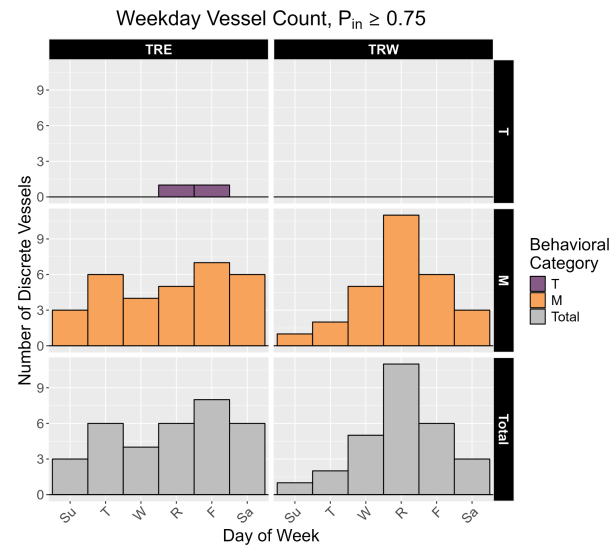 Weekday Vessel Count, Pin ≥ 0.75
TRE TRW
T
9
6
3
0
M
9
6
3
0
Total
9
6
3
0
Number of Discrete Vessels
Su T W R F Sa Su T W R F Sa
Day of Week
Behavioral
Category
T
M
Total